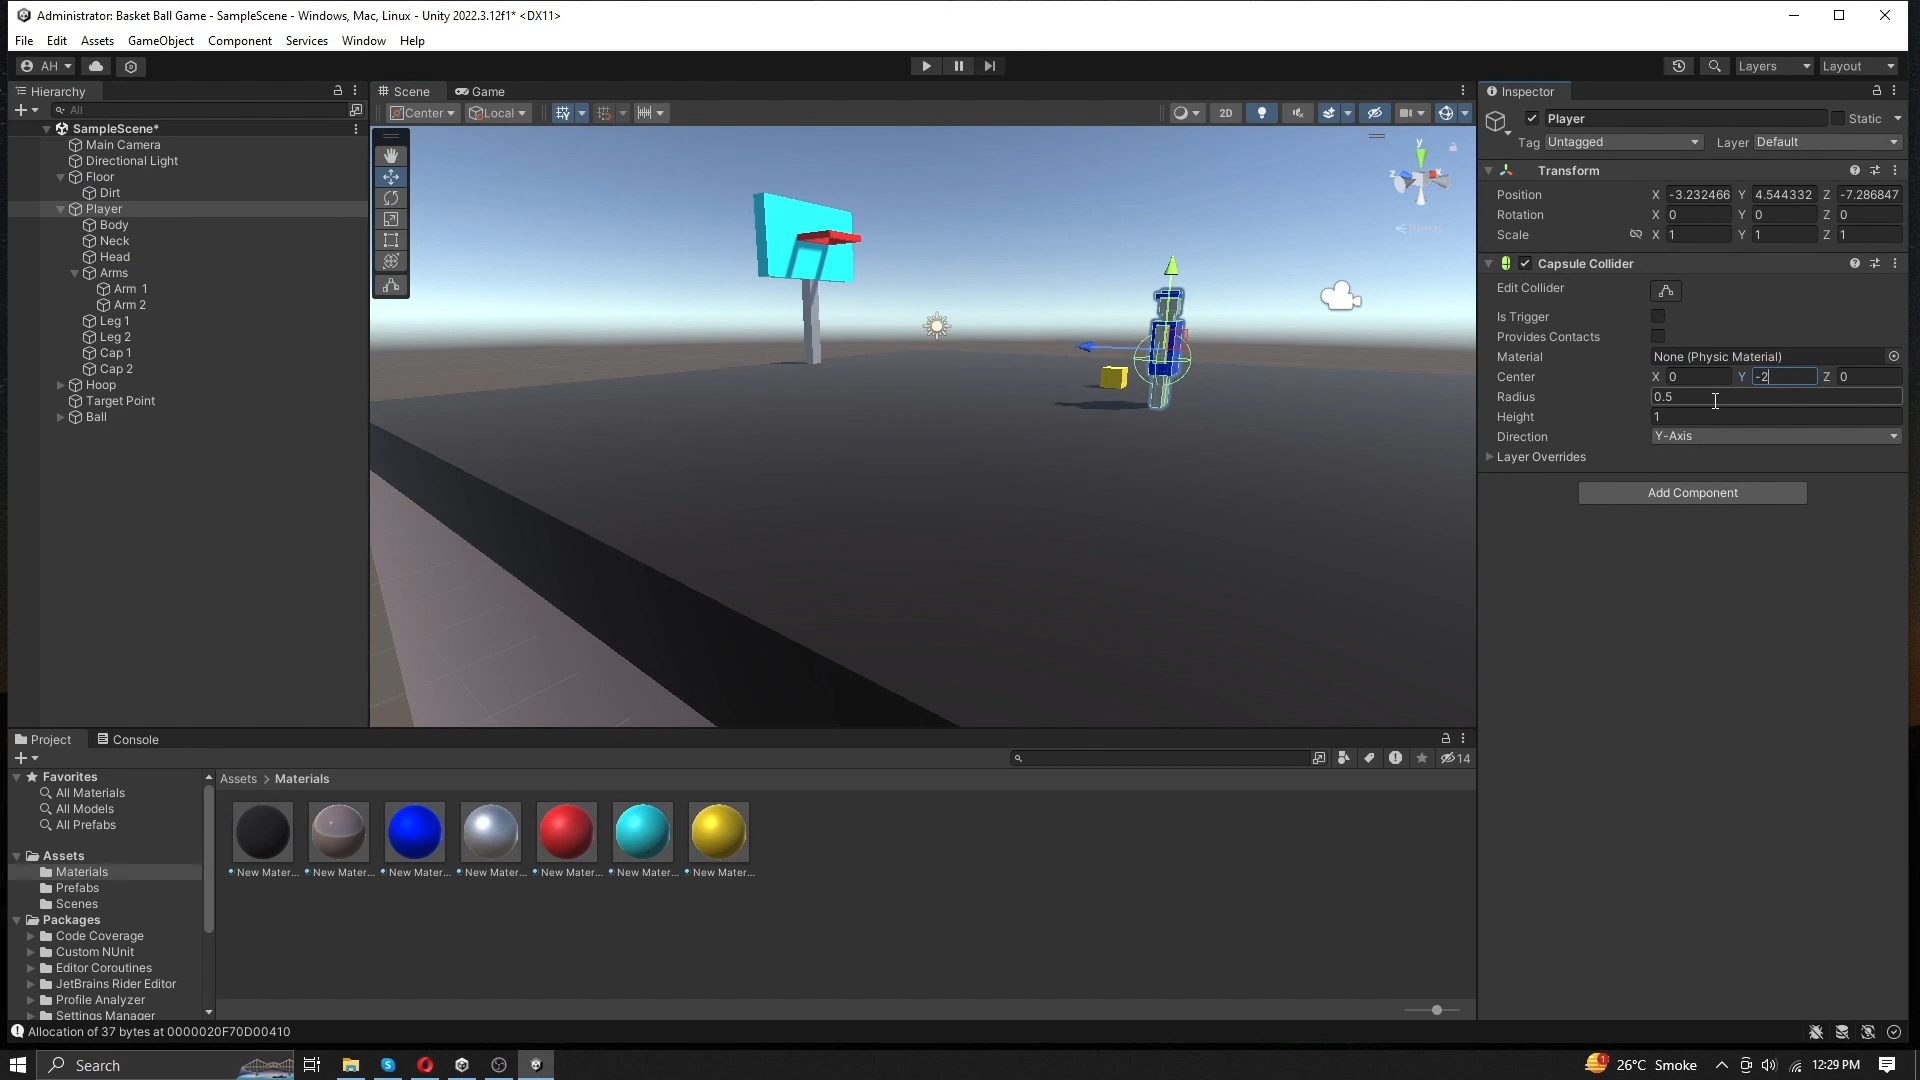 Administrator: Basket Ball Game - SampleScene - Windows, Mac, Linux - Unity 2022.3.12f1* <DX11>
File Edit Assets GameObject Component Services Window Help
AH Layers Layout
Hierarchy Scene Game Inspector
All Center Local 2D Player Static
Tag Untagged Layer Default
SampleScene*
Main Camera
Directional Light
Floor
Dirt
Player
Body
Neck
Head
Arms
Arm 1
Arm 2
Leg 1
Leg 2
Cap 1
Cap 2
Hoop
Target Point
Ball
y
x
z
Persp
Transform
Position X -3.232466 Y 4.544332 Z -7.286847
Rotation X 0 Y 0 Z 0
Scale X 1 Y 1 Z 1
Capsule Collider
Edit Collider
Is Trigger
Provides Contacts
Material None (Physic Material)
Center X 0 Y -2 Z 0
Radius 0.5
Height 1
Direction Y-Axis
Layer Overrides
Add Component
Project Console
14
Favorites
All Materials
All Models
All Prefabs
Assets
Materials
Prefabs
Scenes
Packages
Code Coverage
Custom NUnit
Editor Coroutines
JetBrains Rider Editor
Profile Analyzer
Settings Manager
Assets > Materials
New Mater... New Mater... New Mater... New Mater... New Mater... New Mater... New Mater...
Allocation of 37 bytes at 0000020F70D00410
Search 1 26°C Smoke 12:29 PM